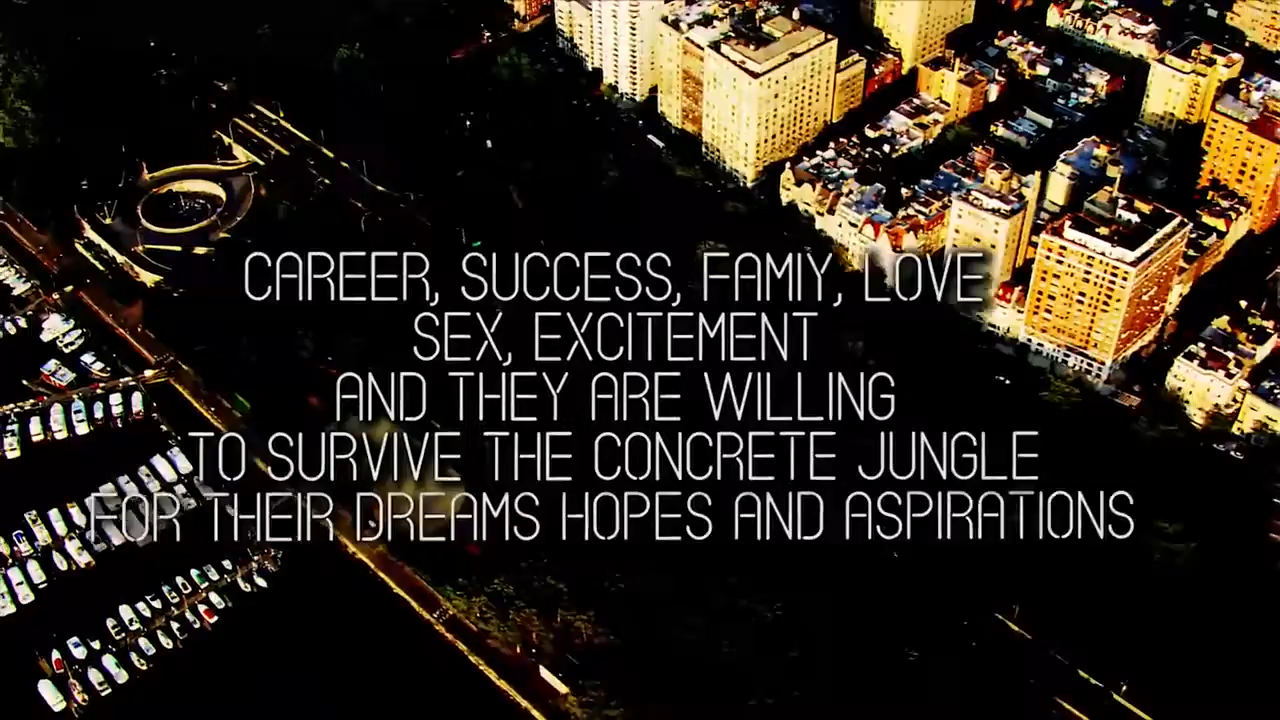 CAREER, SUCCESS, FAMIY, LOVE
SEX, EXCITEMENT
AND THEY ARE WILLING
TO SURVIVE THE CONCRETE JUNGLE
FOR THEIR DREAMS HOPES AND ASPIRATIONS